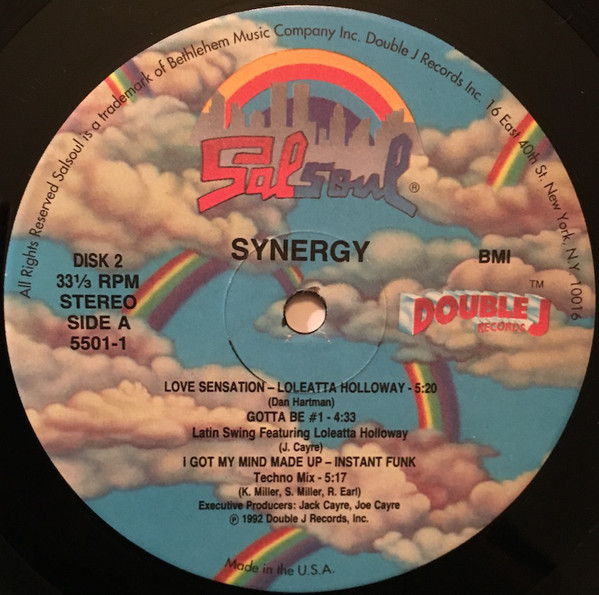 All Rights Reserved Salsoul is a trademark of Bethlehem Music Company Inc. Double J Records Inc. 16 East 40th St. New York, N.Y. 10016
Salsoul ®
SYNERGY
DISK 2
33⅓ RPM
STEREO
SIDE A
5501-1
BMI
DOUBLE J TM
RECORDS
LOVE SENSATION – LOLEATTA HOLLOWAY - 5:20
(Dan Hartman)
GOTTA BE #1 - 4:33
Latin Swing Featuring Loleatta Holloway
(J. Cayre)
I GOT MY MIND MADE UP – INSTANT FUNK
Techno Mix - 5:17
(K. Miller, S. Miller, R. Earl)
Executive Producers: Jack Cayre, Joe Cayre
℗ 1992 Double J Records, Inc.
Made in the U.S.A.